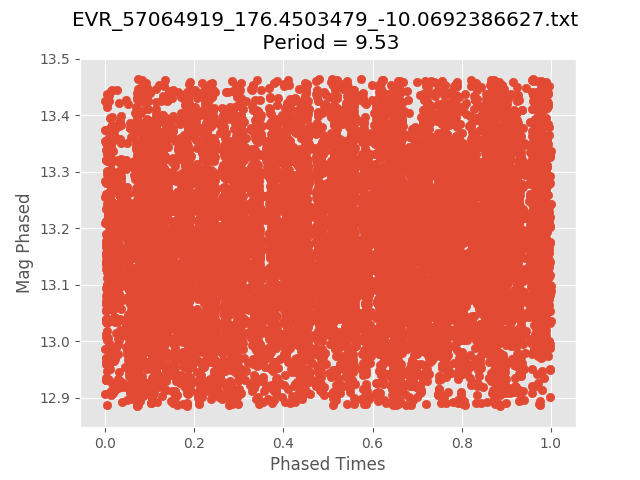 EVR_57064919_176.4503479_-10.0692386627.txt
Period = 9.53
13.5
13.4
13.3
13.2
13.1
13.0
12.9
Mag Phased
0.0 0.2 0.4 0.6 0.8 1.0
Phased Times